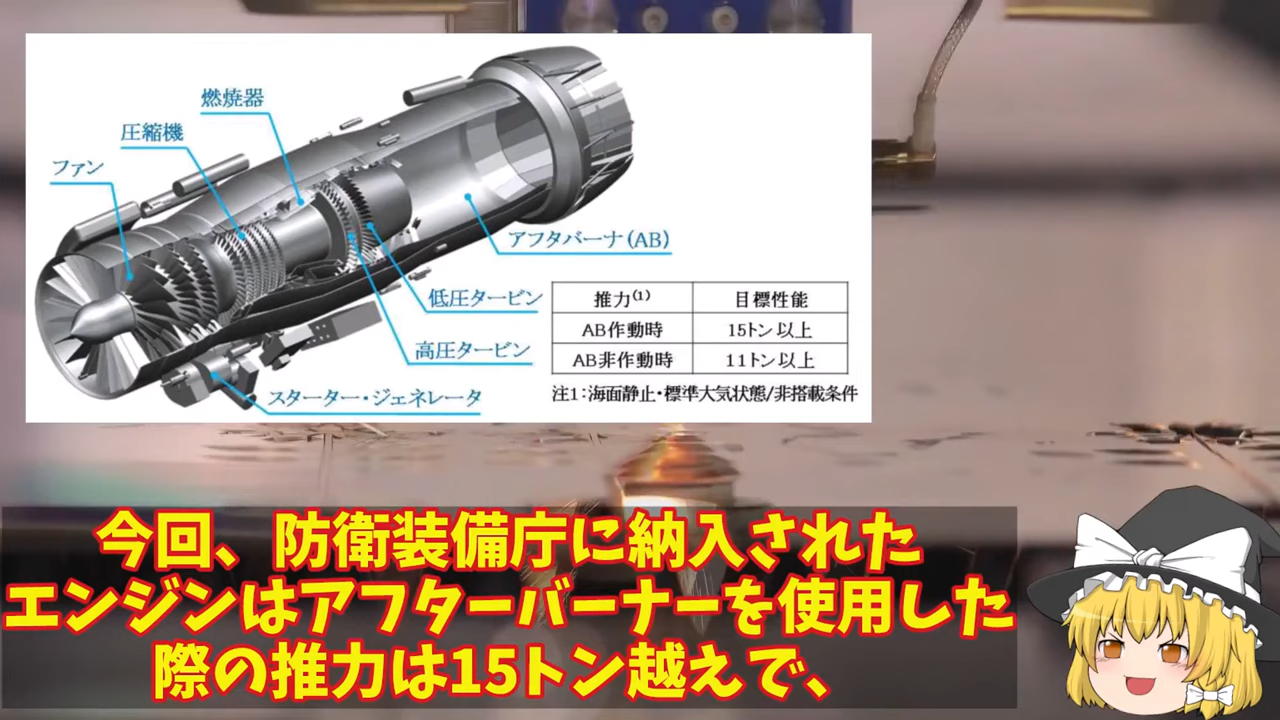 燃焼器
圧縮機
ファン
アフタバーナ(AB)
低圧タービン
高圧タービン
スターター・ジェネレータ
推力(1) 目標性能
AB作動時 15トン以上
AB非作動時 11トン以上
注1:海面静止・標準大気状態/非搭載条件
今回、防衛装備庁に納入された
エンジンはアフターバーナーを使用した
際の推力は15トン越えで、